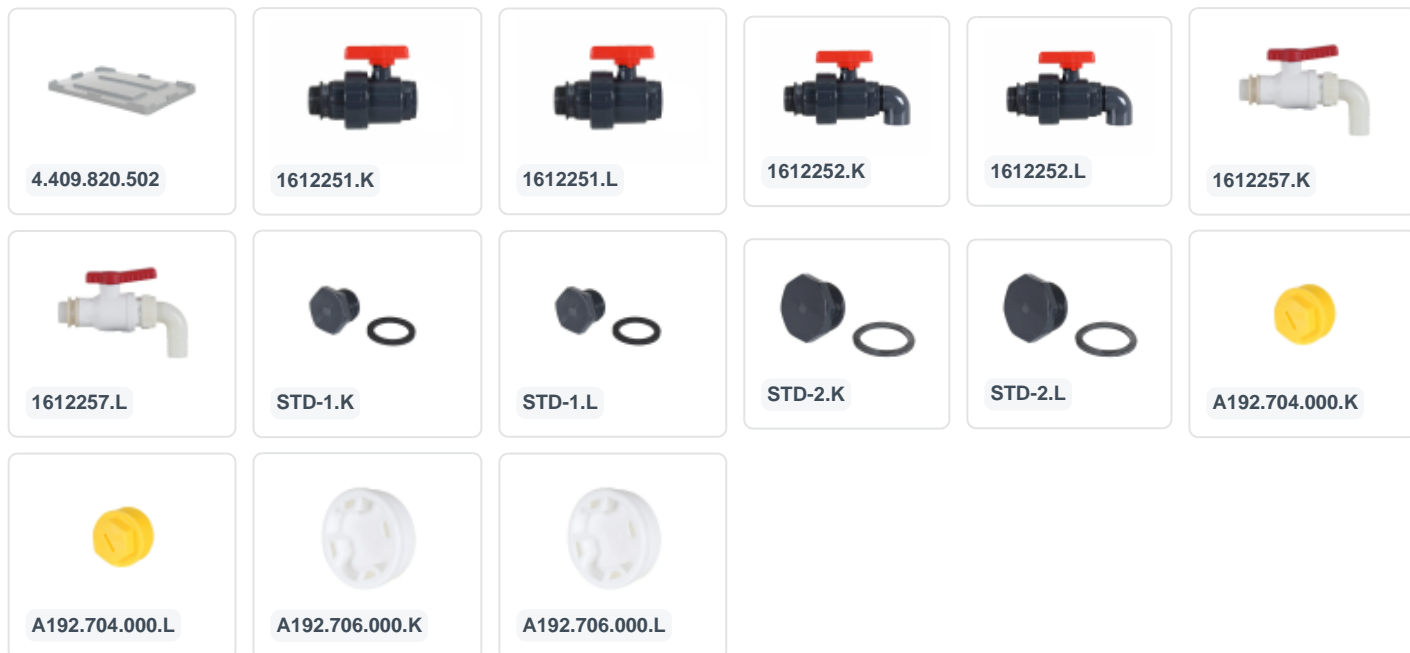 4.409.820.502
1612251.K
1612251.L
1612252.K
1612252.L
1612257.K
1612257.L
STD-1.K
STD-1.L
STD-2.K
STD-2.L
A192.704.000.K
A192.704.000.L
A192.706.000.K
A192.706.000.L